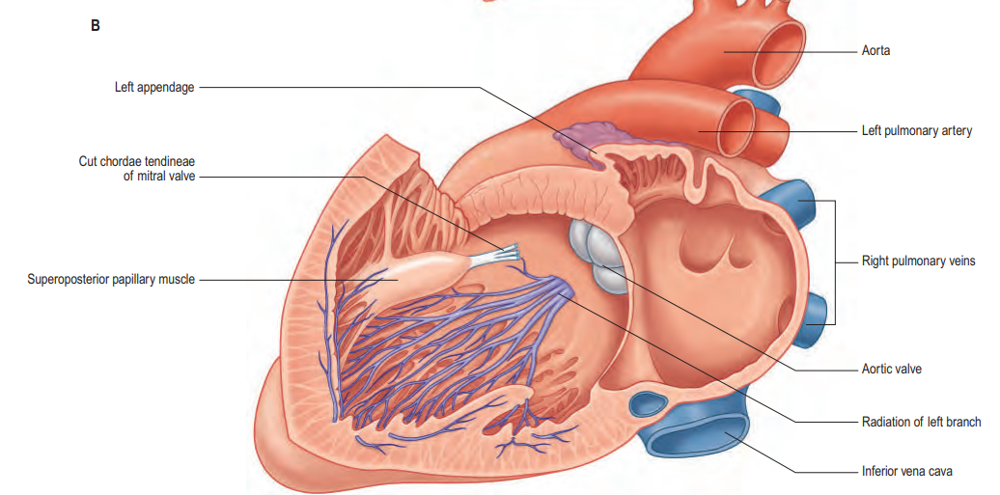 B
Aorta
Left appendage
Left pulmonary artery
Cut chordae tendineae
of mitral valve
Right pulmonary veins
Superoposterior papillary muscle
Aortic valve
Radiation of left branch
Inferior vena cava